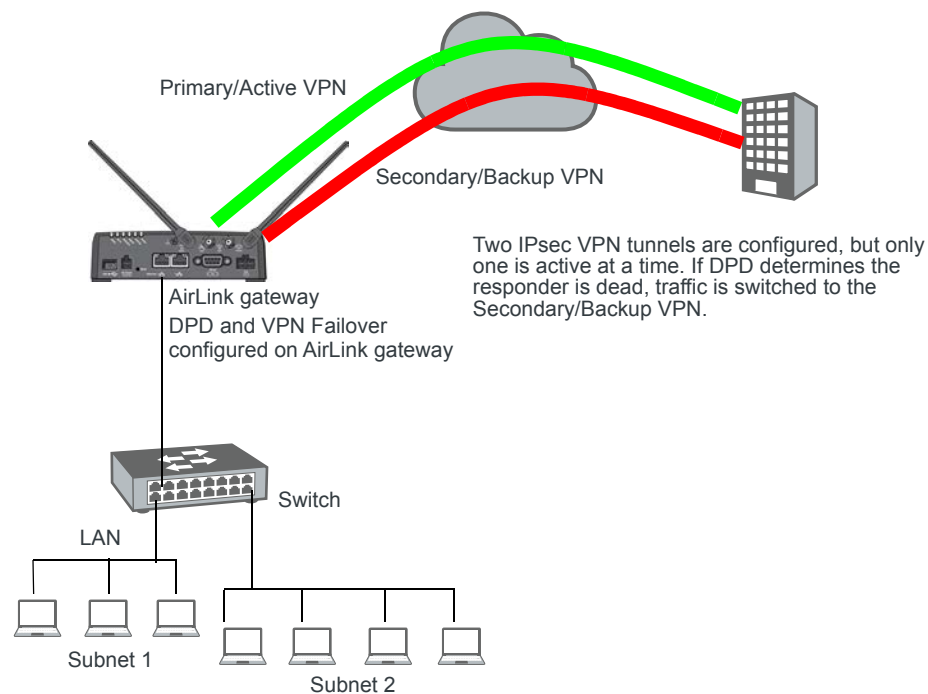 Primary/Active VPN
Secondary/Backup VPN
Two IPsec VPN tunnels are configured, but only
one is active at a time. If DPD determines the
responder is dead, traffic is switched to the
Secondary/Backup VPN.
AirLink gateway
DPD and VPN Failover
configured on AirLink gateway
Switch
LAN
Subnet 1
Subnet 2